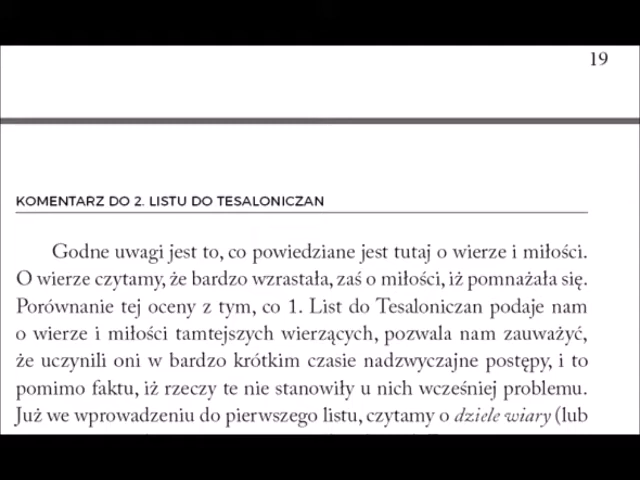 19
KOMENTARZ DO 2. LISTU DO TESALONICZAN
Godne uwagi jest to, co powiedziane jest tutaj o wierze i miłości.
O wierze czytamy, że bardzo wzrastała, zaś o miłości, iż pomnażała się.
Porównanie tej oceny z tym, co 1. List do Tesaloniczan podaje nam
o wierze i miłości tamtejszych wierzących, pozwala nam zauważyć,
że uczynili oni w bardzo krótkim czasie nadzwyczajne postępy, i to
pomimo faktu, iż rzeczy te nie stanowiły u nich wcześniej problemu.
Już we wprowadzeniu do pierwszego listu, czytamy o dziele wiary (lub